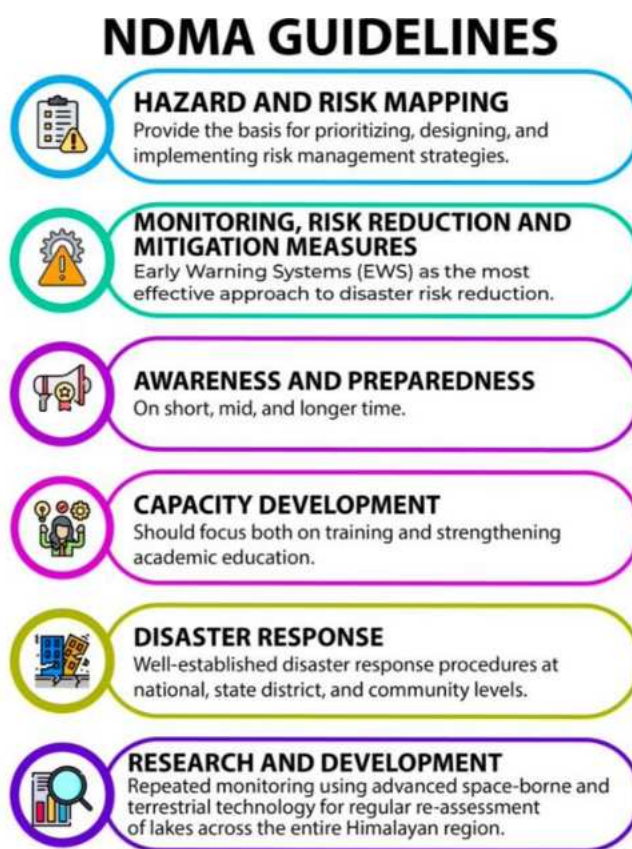 NDMA GUIDELINES
HAZARD AND RISK MAPPING
Provide the basis for prioritizing, designing, and
implementing risk management strategies.
MONITORING, RISK REDUCTION AND
MITIGATION MEASURES
Early Warning Systems (EWS) as the most
effective approach to disaster risk reduction.
AWARENESS AND PREPAREDNESS
On short, mid, and longer time.
CAPACITY DEVELOPMENT
Should focus both on training and strengthening
academic education.
DISASTER RESPONSE
Well-established disaster response procedures at
national, state district, and community levels.
RESEARCH AND DEVELOPMENT
Repeated monitoring using advanced space-borne and
terrestrial technology for regular re-assessment
of lakes across the entire Himalayan region.